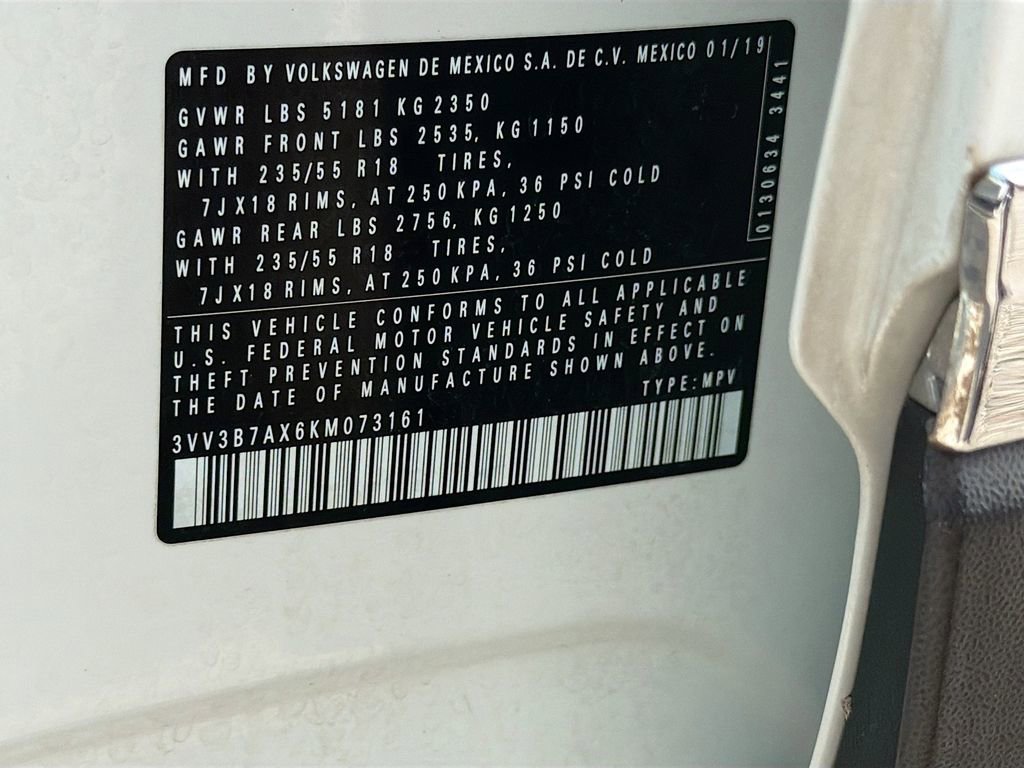 MFD BY VOLKSWAGEN DE MEXICO S.A. DE C.V. MEXICO 01/19
GVWR LBS 5181 KG 2350
GAWR FRONT LBS 2535, KG 1150
WITH 235/55 R18 TIRES,
7JX18 RIMS, AT 250 KPA, 36 PSI COLD
GAWR REAR LBS 2756, KG 1250
WITH 235/55 R18 TIRES,
7JX18 RIMS, AT 250 KPA, 36 PSI COLD
0130634 3441
THIS VEHICLE CONFORMS TO ALL APPLICABLE
U.S. FEDERAL MOTOR VEHICLE SAFETY AND
THEFT PREVENTION STANDARDS IN EFFECT ON
THE DATE OF MANUFACTURE SHOWN ABOVE.
TYPE: MPV
3VV3B7AX6KM073161